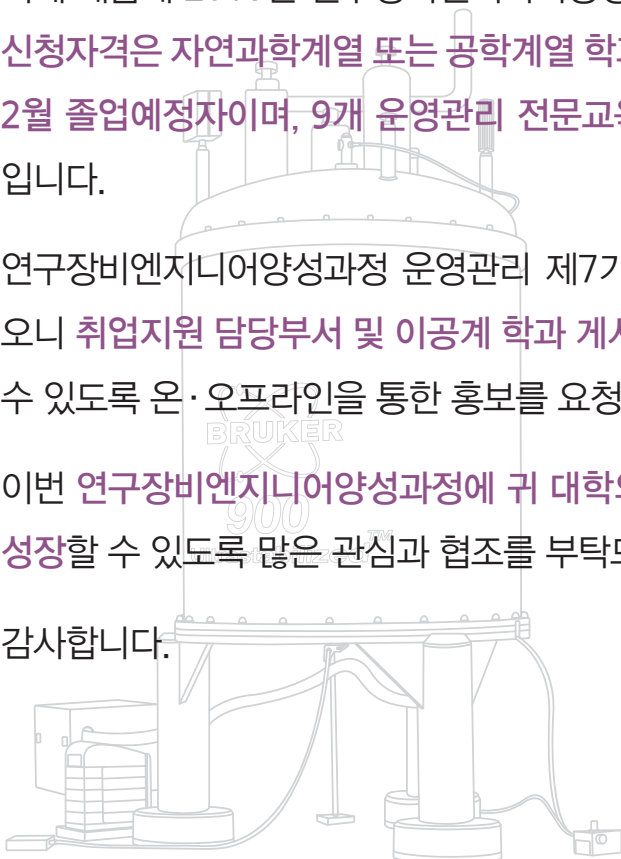 신청자격은 자연과학계열 또는 공학계열 학
2월 졸업예정자이며, 9개 운영관리 전문교육
입니다.
연구장비엔지니어양성과정 운영관리 제7기
오니 취업지원 담당부서 및 이공계 학과 게시
수 있도록 온·오프라인을 통한 홍보를 요청
BRUKER
이번 연구장비엔지니어양성과정에 귀 대학의
900
성장할 수 있도록 많은 관심과 협조를 부탁드
UltraStabilized™
감사합니다.